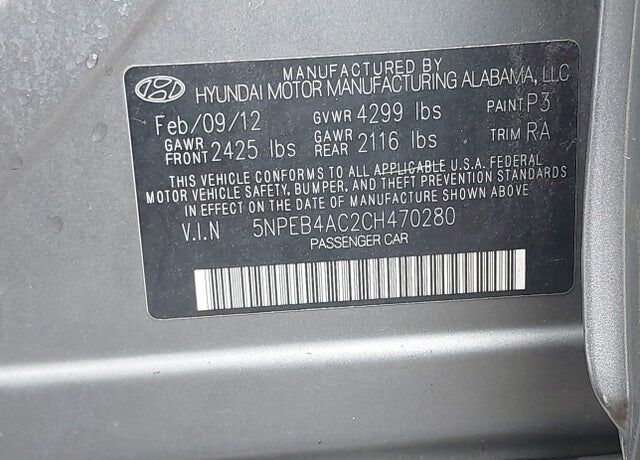 MANUFACTURED BY
HYUNDAI MOTOR MANUFACTURING ALABAMA, LLC
Feb/09/12 GVWR 4299 lbs PAINT P3
GAWR FRONT 2425 lbs GAWR REAR 2116 lbs TRIM RA
THIS VEHICLE CONFORMS TO ALL APPLICABLE U.S.A. FEDERAL
MOTOR VEHICLE SAFETY, BUMPER, AND THEFT PREVENTION STANDARDS
IN EFFECT ON THE DATE OF MANUFACTURE SHOWN ABOVE
V.I.N 5NPEB4AC2CH470280
PASSENGER CAR